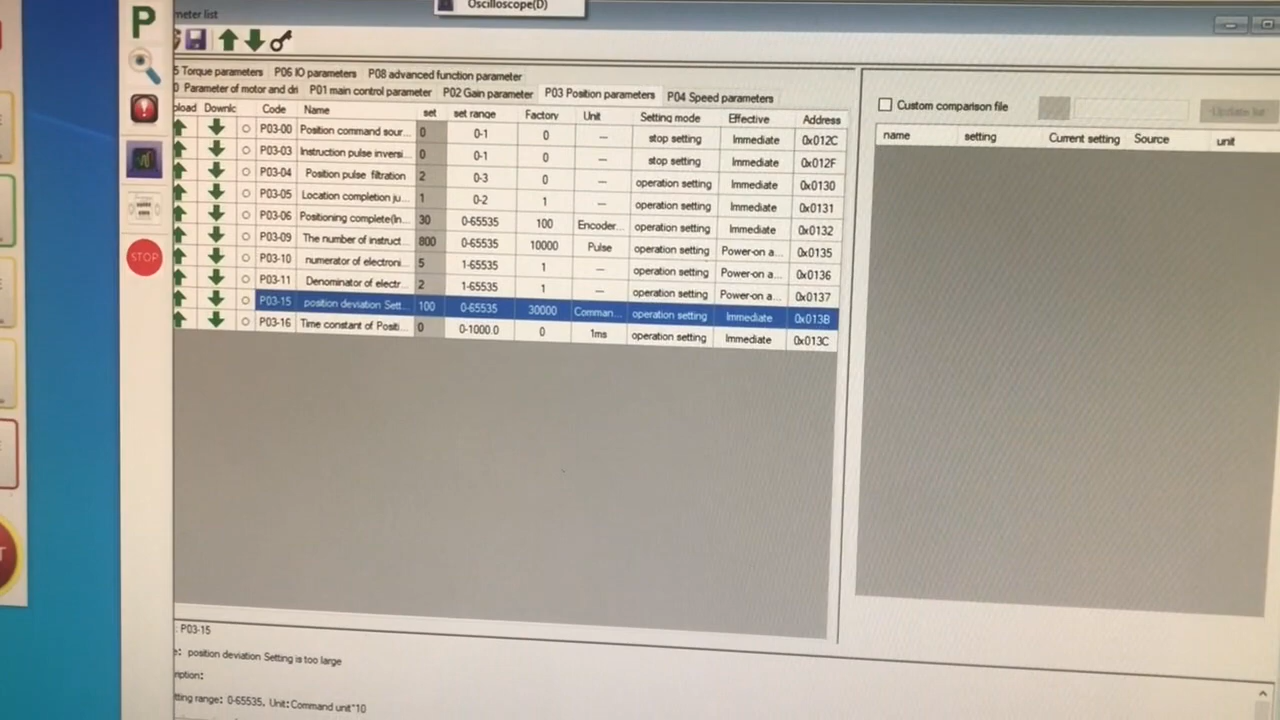 Oscilloscope(D)
meter list
P
5 Torque parameters P06 IO parameters P08 advanced function parameter
Parameter of motor and dri P01 main control parameter P02 Gain parameter P03 Position parameters P04 Speed parameters
pload Downlc Code Name set set range Factory Unit Setting mode Effective Address
P03-00 Position command sour... 0 0-1 0 — stop setting Immediate 0x012C
P03-03 Instruction pulse inversi... 0 0-1 0 — stop setting Immediate 0x012F
P03-04 Position pulse filtration 2 0-3 0 — operation setting Immediate 0x0130
P03-05 Location completion ju... 1 0-2 1 — operation setting Immediate 0x0131
P03-06 Positioning complete(In... 30 0-65535 100 Encoder... operation setting Immediate 0x0132
P03-09 The number of instruct... 800 0-65535 10000 Pulse operation setting Power-on a... 0x0135
P03-10 numerator of electroni... 5 1-65535 1 — operation setting Power-on a... 0x0136
P03-11 Denominator of electr... 2 1-65535 1 — operation setting Power-on a... 0x0137
P03-15 position deviation Sett... 100 0-65535 30000 Comman... operation setting Immediate 0x013B
P03-16 Time constant of Positi... 0 0-1000.0 0 1ms operation setting Immediate 0x013C
STOP
Custom comparison file
name setting Current setting Source unit
: P03-15
e: position deviation Setting is too large
ription:
tting range: 0-65535, Unit:Command unit*10